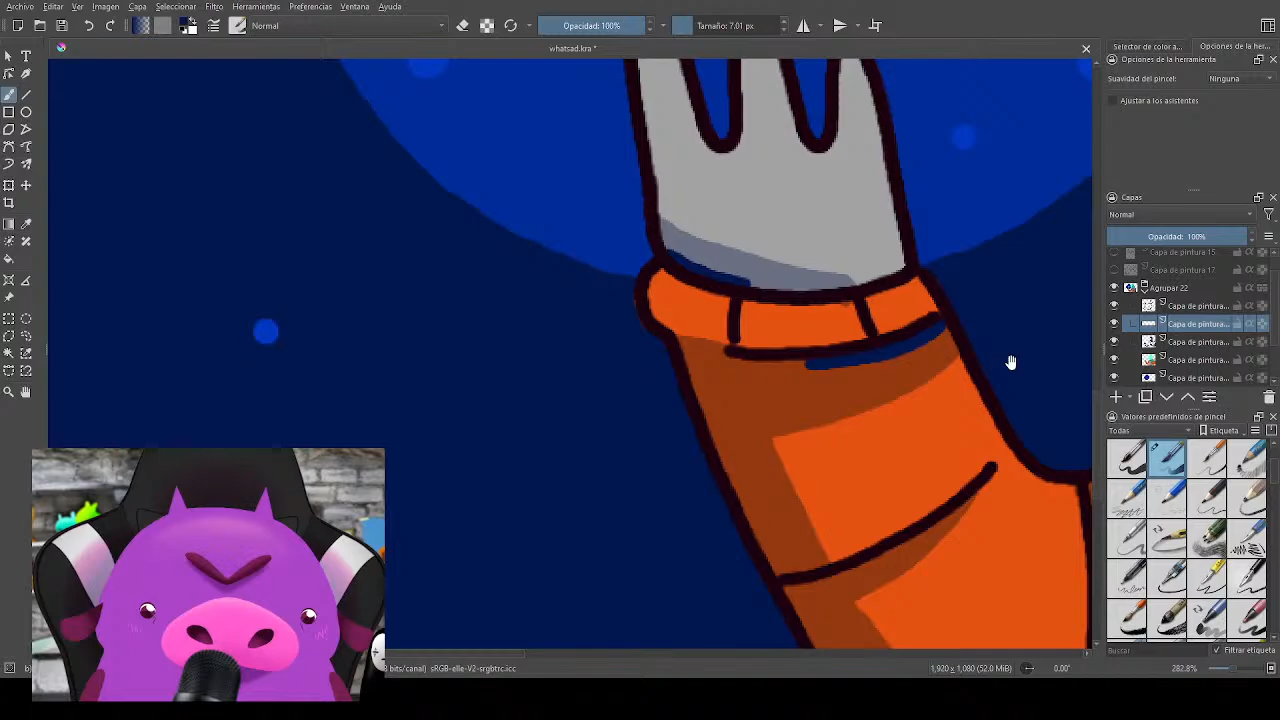 Archivo Editar Ver Imagen Filtro Herramientas Preferencias Capa Seleccionar Ayuda
Normal Opacidad: 100% Tamaño: 7.01 px.
whatsad.kra *
Selector de color a... Opciones de la her...
Opciones de la herramienta
Suavidad del pincel: Ninguna
Ajustar a los asistentes
Capas
Normal
Opacidad: 100%
Capa de pintura 15
Capa de pintura 17
Agrupar 22
Capa de pintura...
Capa de pintura...
Capa de pintura...
Capa de pintura...
Capa de pintura...
Valores predefinidos de pincel
Todas Etiqueta
Buscar Filtrar etiqueta
8 bits/canal) sRGB-elle-V2-srgbtrc.icc 1,920 x 1,080 (52.0 MiB) 0.00° 282.8%